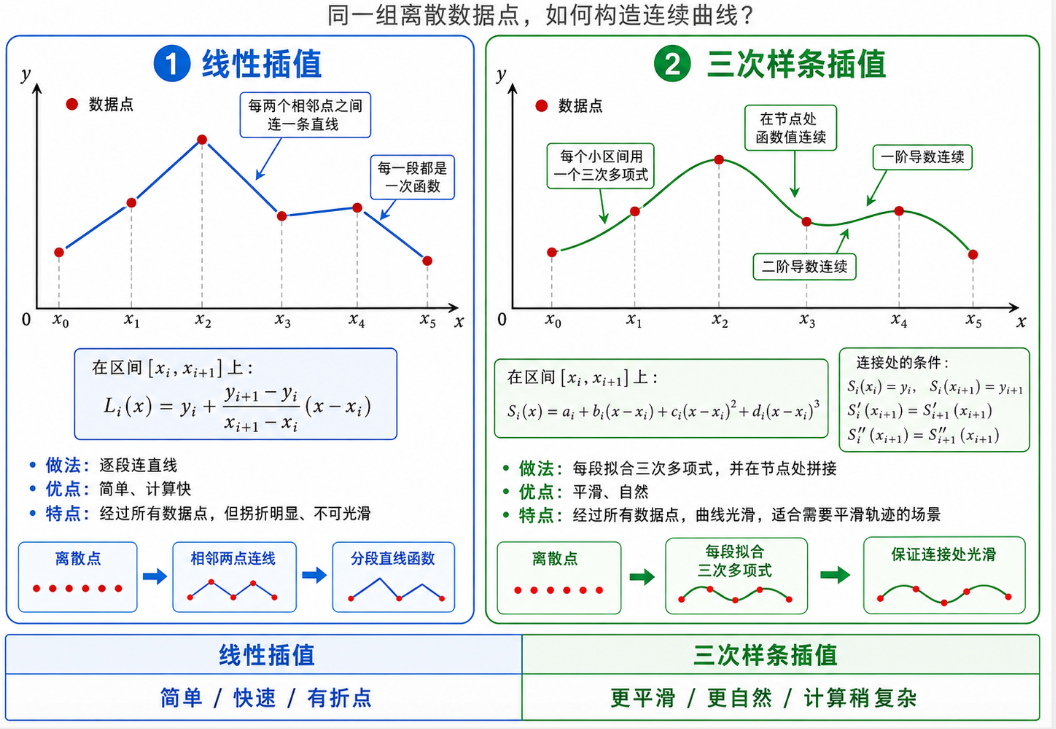 同一组离散数据点，如何构造连续曲线？
1 线性插值
y
数据点
每两个相邻点之间
连一条直线
每一段都是
一次函数
0 x₀ x₁ x₂ x₃ x₄ x₅ x
在区间 [xᵢ, xᵢ₊₁] 上：
Lᵢ(x) = yᵢ + (yᵢ₊₁ − yᵢ)/(xᵢ₊₁ − xᵢ) (x − xᵢ)
• 做法：逐段连直线
• 优点：简单、计算快
• 特点：经过所有数据点，但拐折明显、不可光滑
离散点
相邻两点连线
分段直线函数
2 三次样条插值
y
数据点
每个小区间用
一个三次多项式
在节点处
函数值连续
一阶导数连续
二阶导数连续
0 x₀ x₁ x₂ x₃ x₄ x₅ x
在区间 [xᵢ, xᵢ₊₁] 上：
Sᵢ(x) = aᵢ + bᵢ(x − xᵢ) + cᵢ(x − xᵢ)² + dᵢ(x − xᵢ)³
连接处的条件：
Sᵢ(xᵢ) = yᵢ, Sᵢ(xᵢ₊₁) = yᵢ₊₁
Sᵢ′(xᵢ₊₁) = S′ᵢ₊₁(xᵢ₊₁)
Sᵢ″(xᵢ₊₁) = S″ᵢ₊₁(xᵢ₊₁)
• 做法：每段拟合三次多项式，并在节点处拼接
• 优点：平滑、自然
• 特点：经过所有数据点，曲线光滑，适合需要平滑轨迹的场景
离散点
每段拟合
三次多项式
保证连接处光滑
线性插值
三次样条插值
简单 / 快速 / 有折点
更平滑 / 更自然 / 计算稍复杂